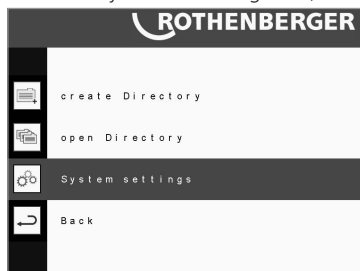 ROTHENBERGER
create Directory
open Directory
System settings
Back